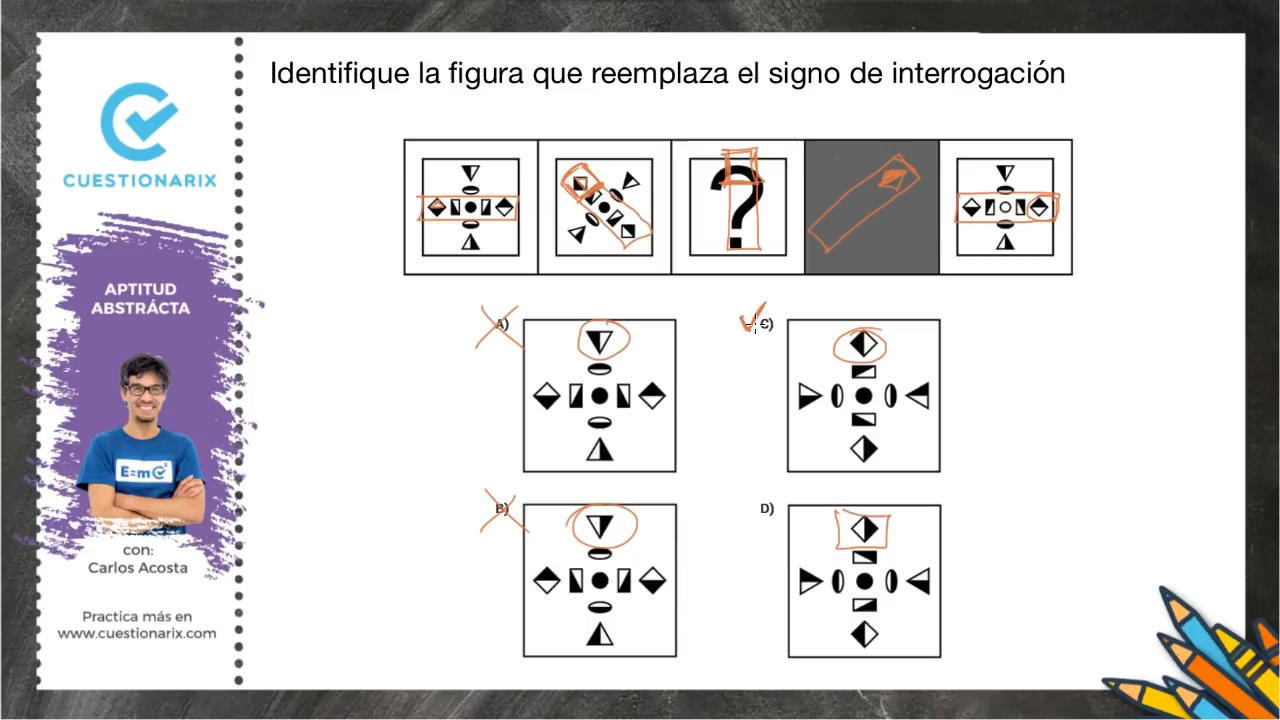 Identifique la figura que reemplaza el signo de interrogación
CUESTIONARIX
APTITUD
ABSTRÁCTA
E=mC²
con:
Carlos Acosta
Practica más en
www.cuestionarix.com
?
A)
C)
B)
D)